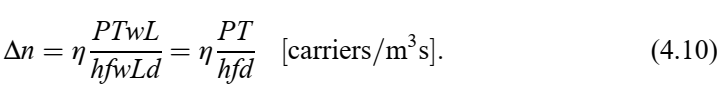 Δn = η PTwL/hfwLd = η PT/hfd [carriers/m³s]. (4.10)